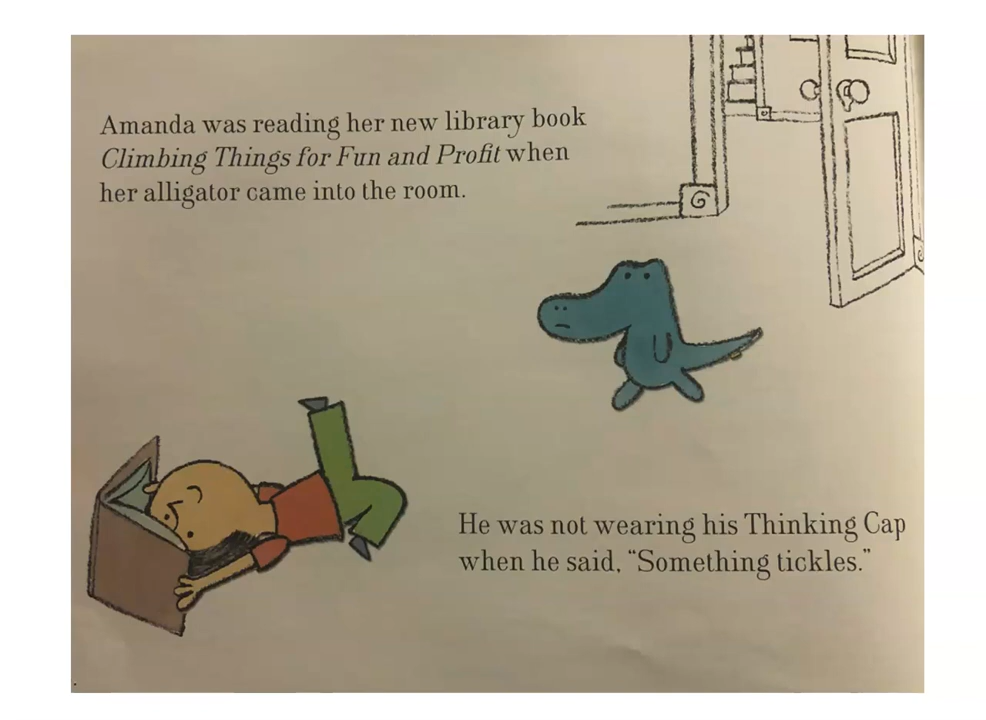 Amanda was reading her new library book
Climbing Things for Fun and Profit when
her alligator came into the room.
He was not wearing his Thinking Cap
when he said, “Something tickles.”